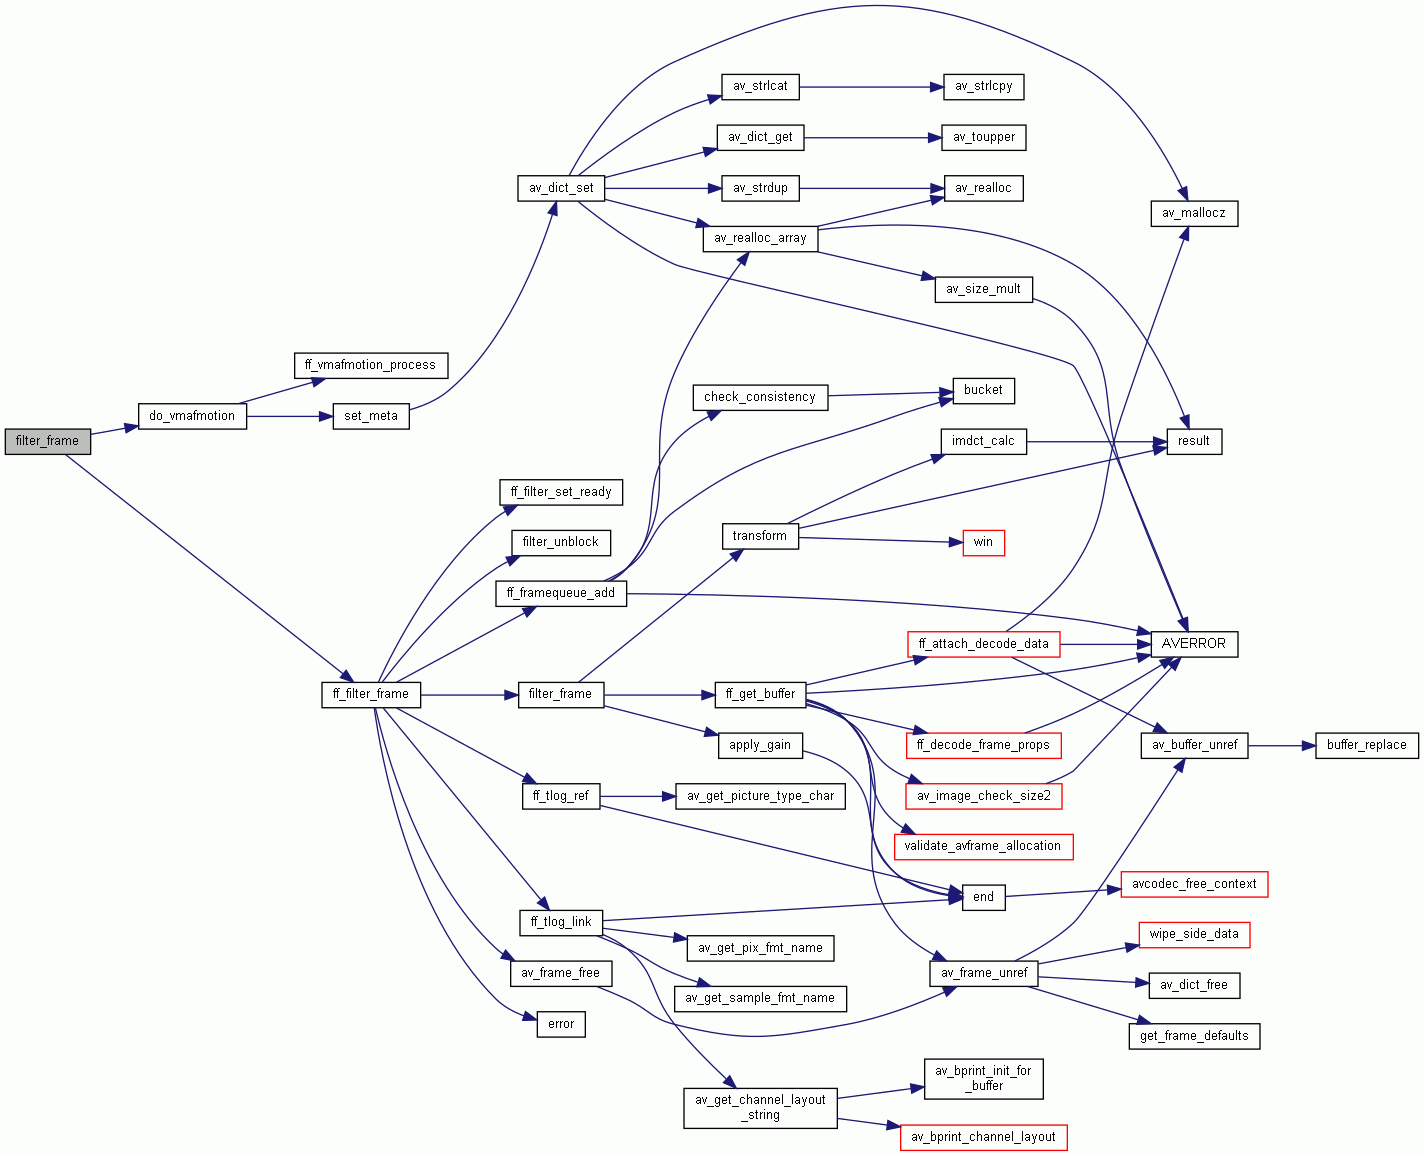 av_strlcat
av_strlcpy
av_dict_get
av_toupper
av_dict_set
av_strdup
av_realloc
av_mallocz
av_realloc_array
av_size_mult
ff_vmafmotion_process
check_consistency
bucket
do_vmafmotion
set_meta
filter_frame
imdct_calc
result
ff_filter_set_ready
transform
win
filter_unblock
ff_framequeue_add
ff_attach_decode_data
AVERROR
ff_filter_frame
filter_frame
ff_get_buffer
apply_gain
ff_decode_frame_props
av_buffer_unref
buffer_replace
ff_tlog_ref
av_get_picture_type_char
av_image_check_size2
validate_avframe_allocation
avcodec_free_context
end
ff_tlog_link
wipe_side_data
av_get_pix_fmt_name
av_frame_free
av_frame_unref
av_dict_free
av_get_sample_fmt_name
error
get_frame_defaults
av_bprint_init_for
_buffer
av_get_channel_layout
_string
av_bprint_channel_layout